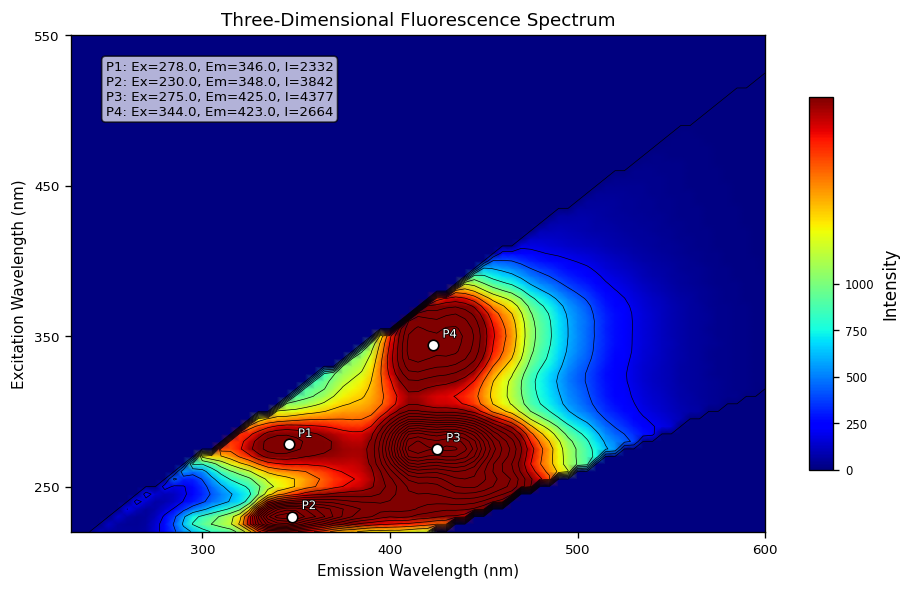 Three-Dimensional Fluorescence Spectrum
P1: Ex=278.0, Em=346.0, I=2332
P2: Ex=230.0, Em=348.0, I=3842
P3: Ex=275.0, Em=425.0, I=4377
P4: Ex=344.0, Em=423.0, I=2664
550
450
350
250
Excitation Wavelength (nm)
P4
P1
P3
P2
300
400
500
600
Emission Wavelength (nm)
1000
750
500
250
0
Intensity